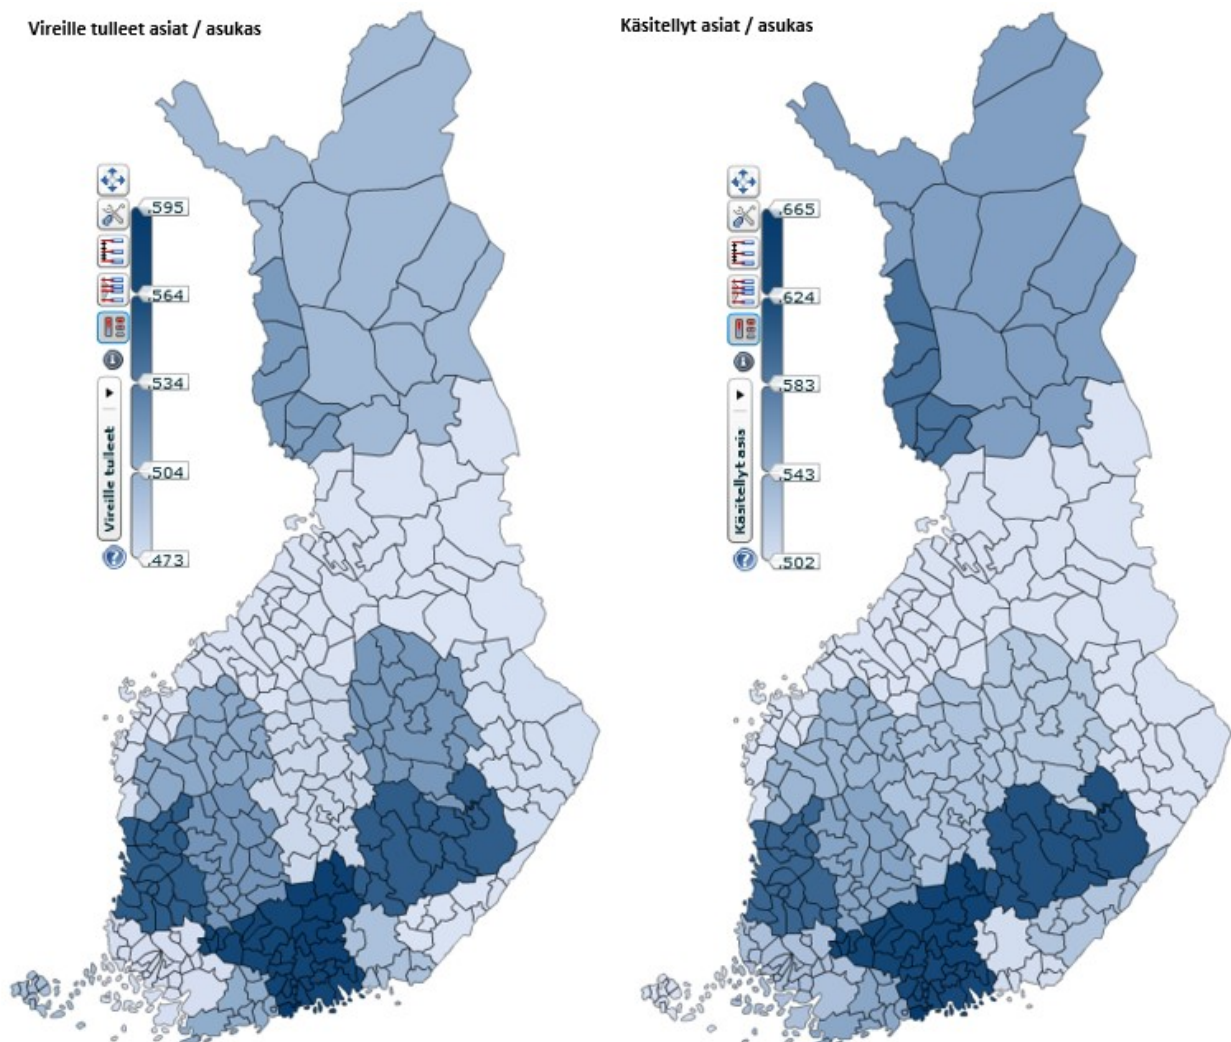 Vireille tulleet asiat / asukas
Käsitellyt asiat / asukas
.595
.564
.534
.504
.473
Vireille tulleet
.665
.624
.583
.543
.502
Käsitellyt asia